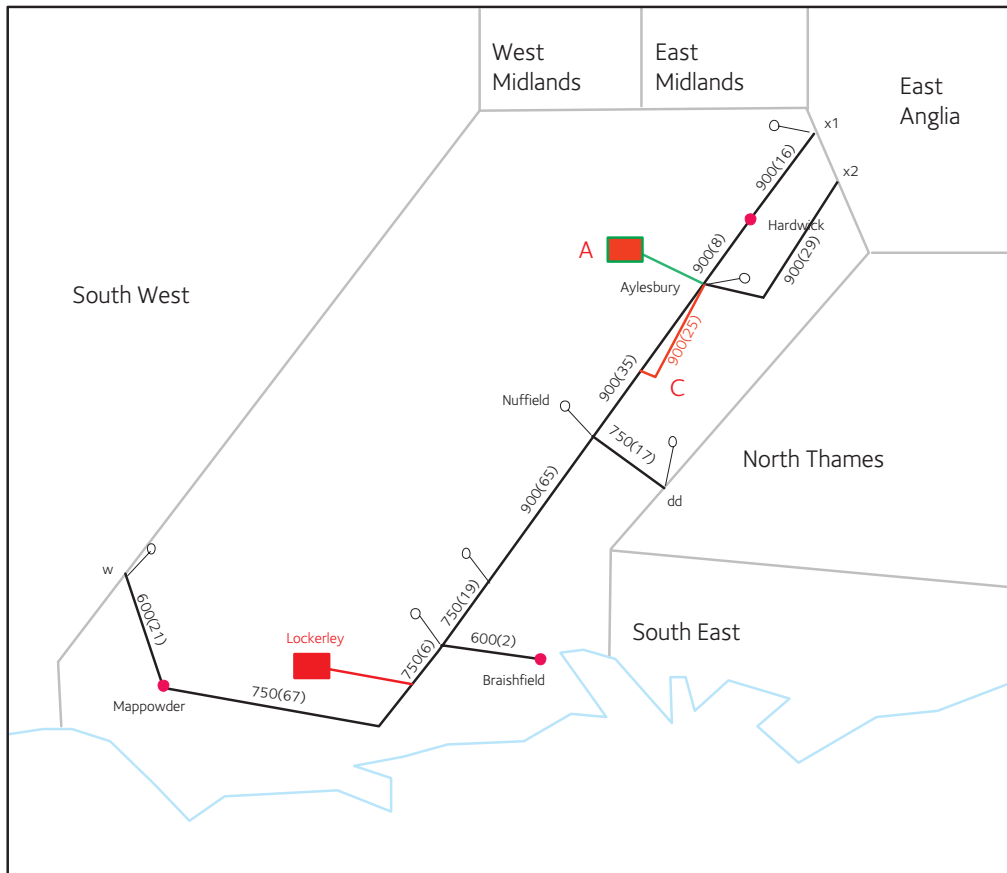 West
Midlands
East
Midlands
East
Anglia
x1
900(16)
x2
Hardwick
900(29)
A
900(8)
Aylesbury
South West
900(25)
900(35)
C
Nuffield
750(17)
North Thames
900(65)
dd
w
600(21)
750(19)
Lockerley
750(6)
600(2)
South East
Braishfield
750(67)
Mappowder